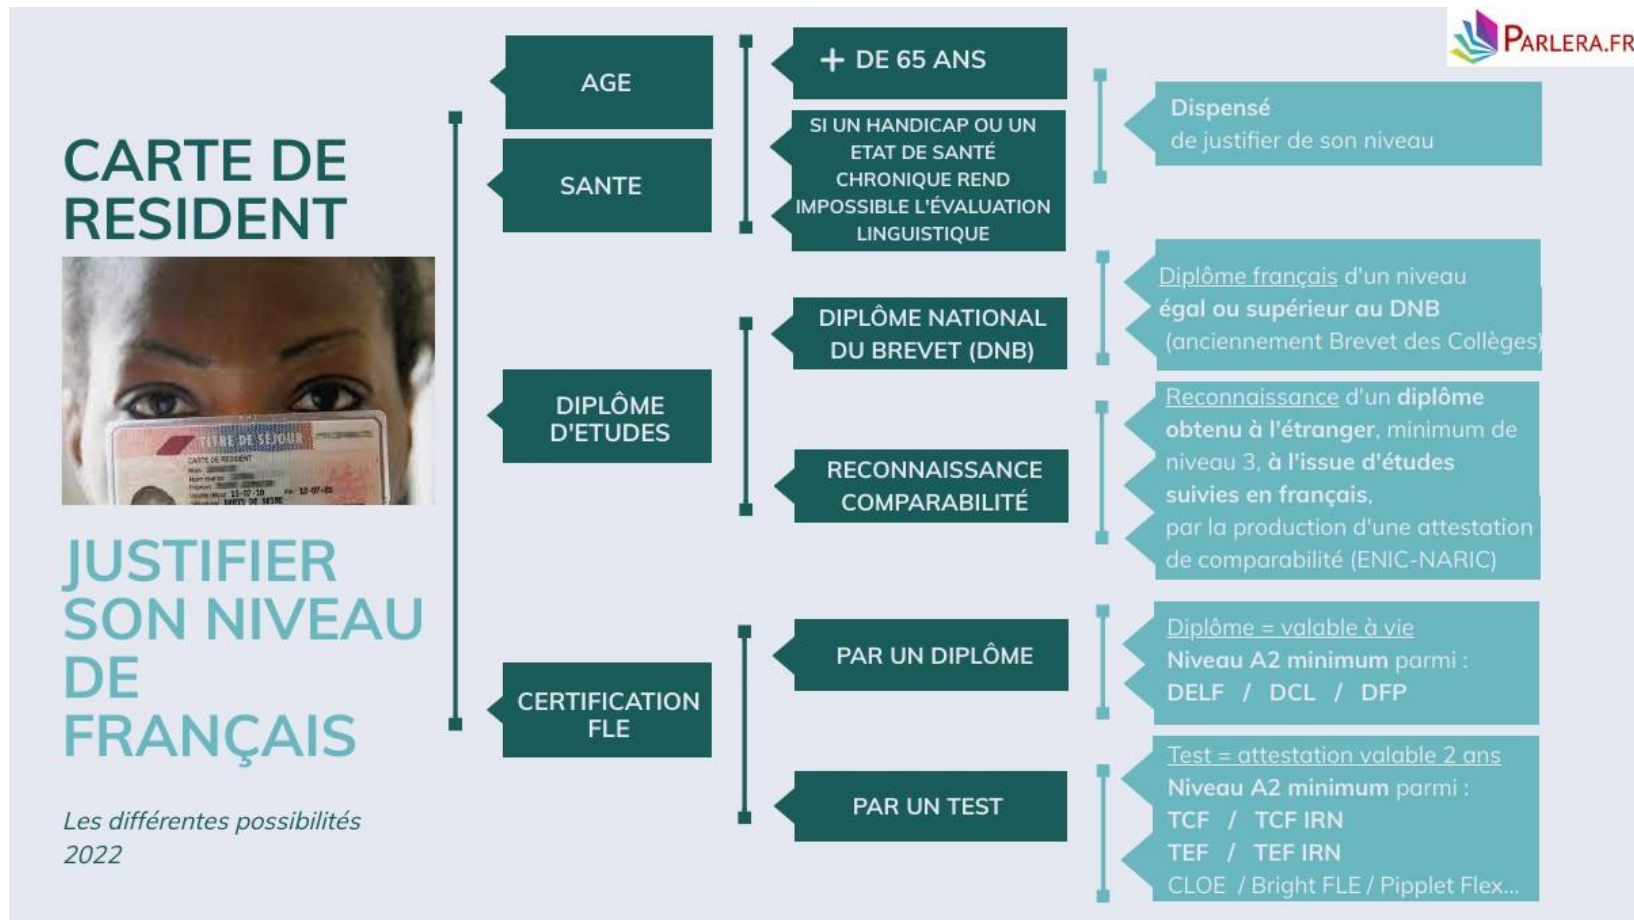 PARLERA.FR
CARTE DE
RESIDENT
TITRE DE SÉJOUR
CARTE DE RESIDENT
JUSTIFIER
SON NIVEAU
DE
FRANÇAIS
Les différentes possibilités
2022
AGE
SANTE
DIPLÔME
D'ETUDES
CERTIFICATION
FLE
+ DE 65 ANS
SI UN HANDICAP OU UN
ETAT DE SANTÉ
CHRONIQUE REND
IMPOSSIBLE L'ÉVALUATION
LINGUISTIQUE
DIPLÔME NATIONAL
DU BREVET (DNB)
RECONNAISSANCE
COMPARABILITÉ
PAR UN DIPLÔME
PAR UN TEST
Dispensé
de justifier de son niveau
Diplôme français d'un niveau
égal ou supérieur au DNB
(anciennement Brevet des Collèges)
Reconnaissance d'un diplôme
obtenu à l'étranger, minimum de
niveau 3, à l'issue d'études
suivies en français,
par la production d'une attestation
de comparabilité (ENIC-NARIC)
Diplôme = valable à vie
Niveau A2 minimum parmi :
DELF / DCL / DFP
Test = attestation valable 2 ans
Niveau A2 minimum parmi :
TCF / TCF IRN
TEF / TEF IRN
CLOE / Bright FLE / Pipplet Flex...